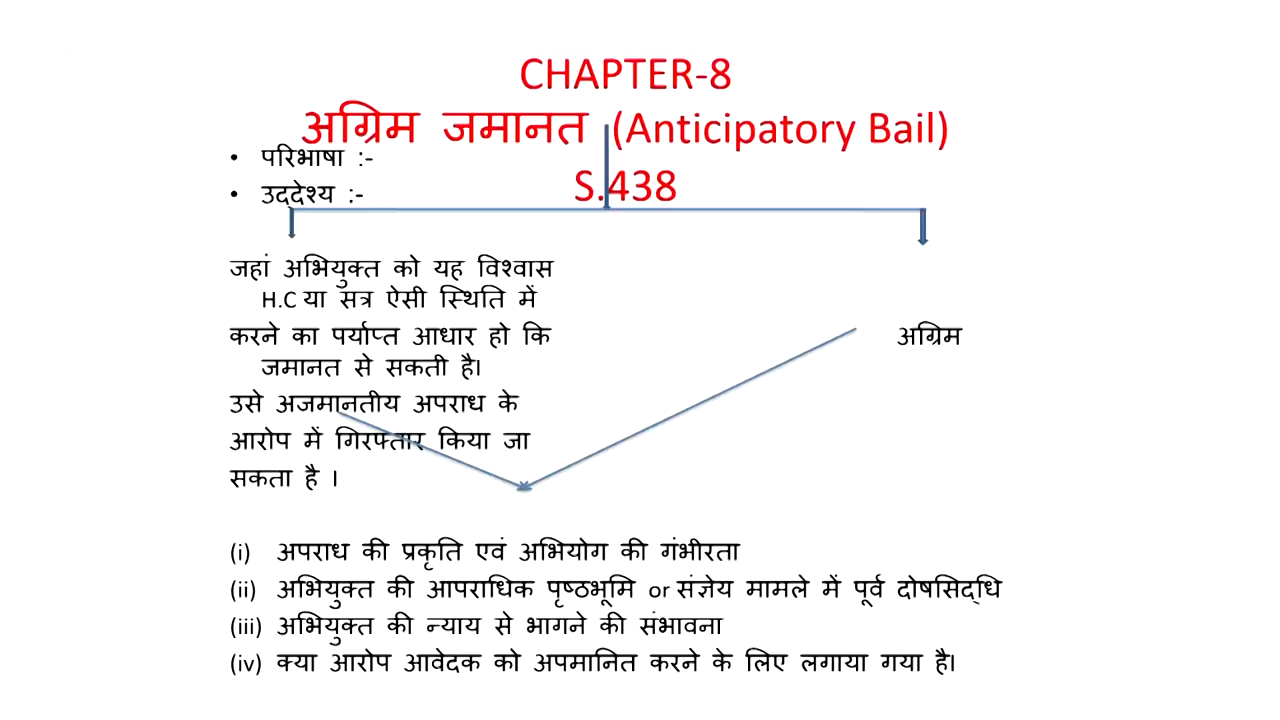 CHAPTER-8
अग्रिम जमानत (Anticipatory Bail)
S.438
• परिभाषा :-
• उददेश्य :-
जहां अभियुक्त को यह विश्वास
H.C या सत्र ऐसी स्थिति में
करने का पर्याप्त आधार हो कि
अग्रिम
जमानत से सकती है।
उसे अजमानतीय अपराध के
आरोप में गिरफ्तार किया जा
सकता है ।
(i) अपराध की प्रकृति एवं अभियोग की गंभीरता
(ii) अभियुक्त की आपराधिक पृष्ठभूमि or संज्ञेय मामले में पूर्व दोषसिद्धि
(iii) अभियुक्त की न्याय से भागने की संभावना
(iv) क्या आरोप आवेदक को अपमानित करने के लिए लगाया गया है।